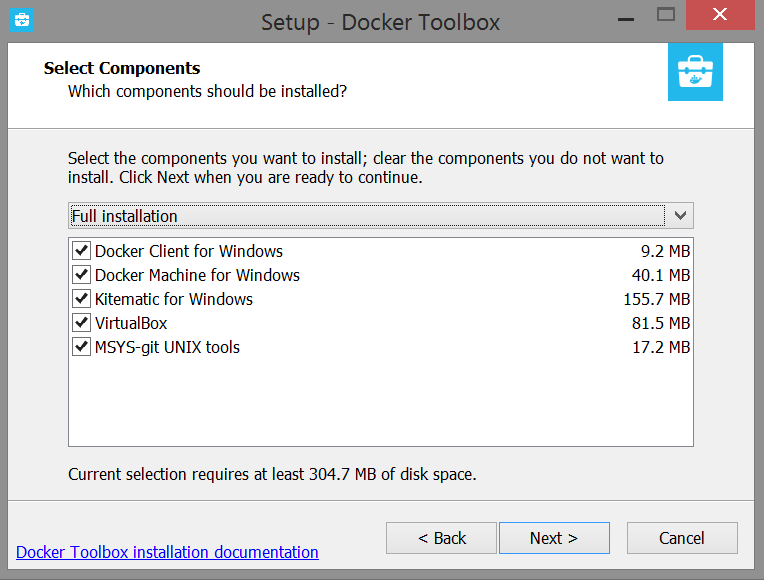 Setup - Docker Toolbox
Select Components
Which components should be installed?
Select the components you want to install; clear the components you do not want to
install. Click Next when you are ready to continue.
Full installation
Docker Client for Windows 9.2 MB
Docker Machine for Windows 40.1 MB
Kitematic for Windows 155.7 MB
VirtualBox 81.5 MB
MSYS-git UNIX tools 17.2 MB
Current selection requires at least 304.7 MB of disk space.
< Back Next > Cancel
Docker Toolbox installation documentation